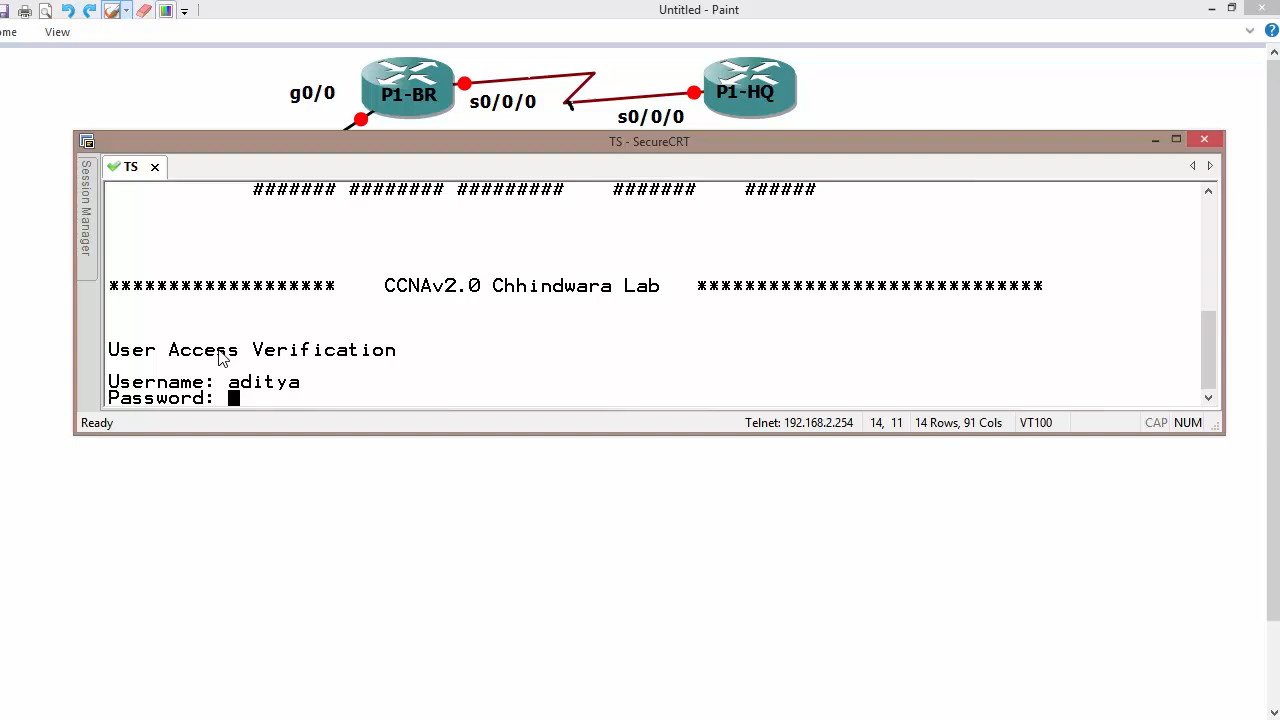 Untitled - Paint
ome View
g0/0 P1-BR s0/0/0 P1-HQ
s0/0/0
TS - SecureCRT
TS
Session Manager
####### ######## ######### ####### ######
******************* CCNAv2.0 Chhindwara Lab *****************************
User Access Verification
Username: aditya
Password:
Ready Telnet: 192.168.2.254 14, 11 14 Rows, 91 Cols VT100 CAP NUM